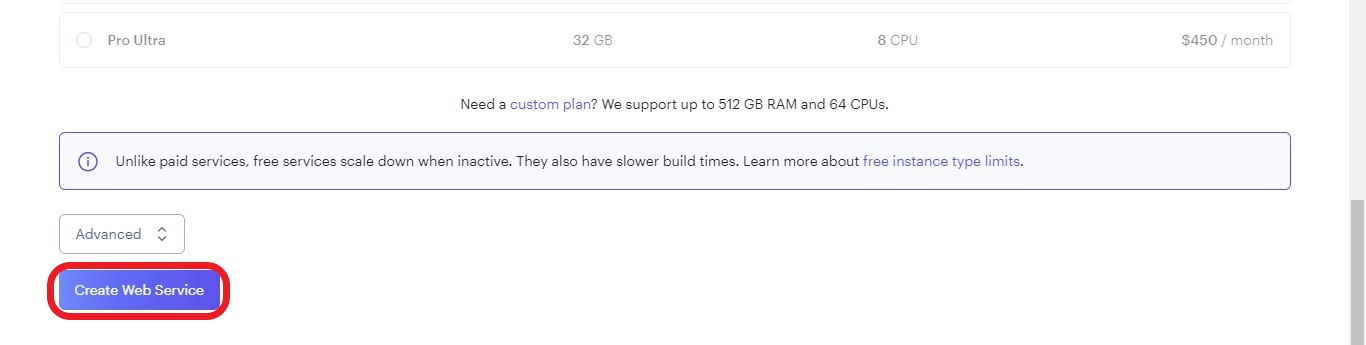 Pro Ultra 32 GB 8 CPU $450 / month
Need a custom plan? We support up to 512 GB RAM and 64 CPUs.
Unlike paid services, free services scale down when inactive. They also have slower build times. Learn more about free instance type limits.
Advanced
Create Web Service